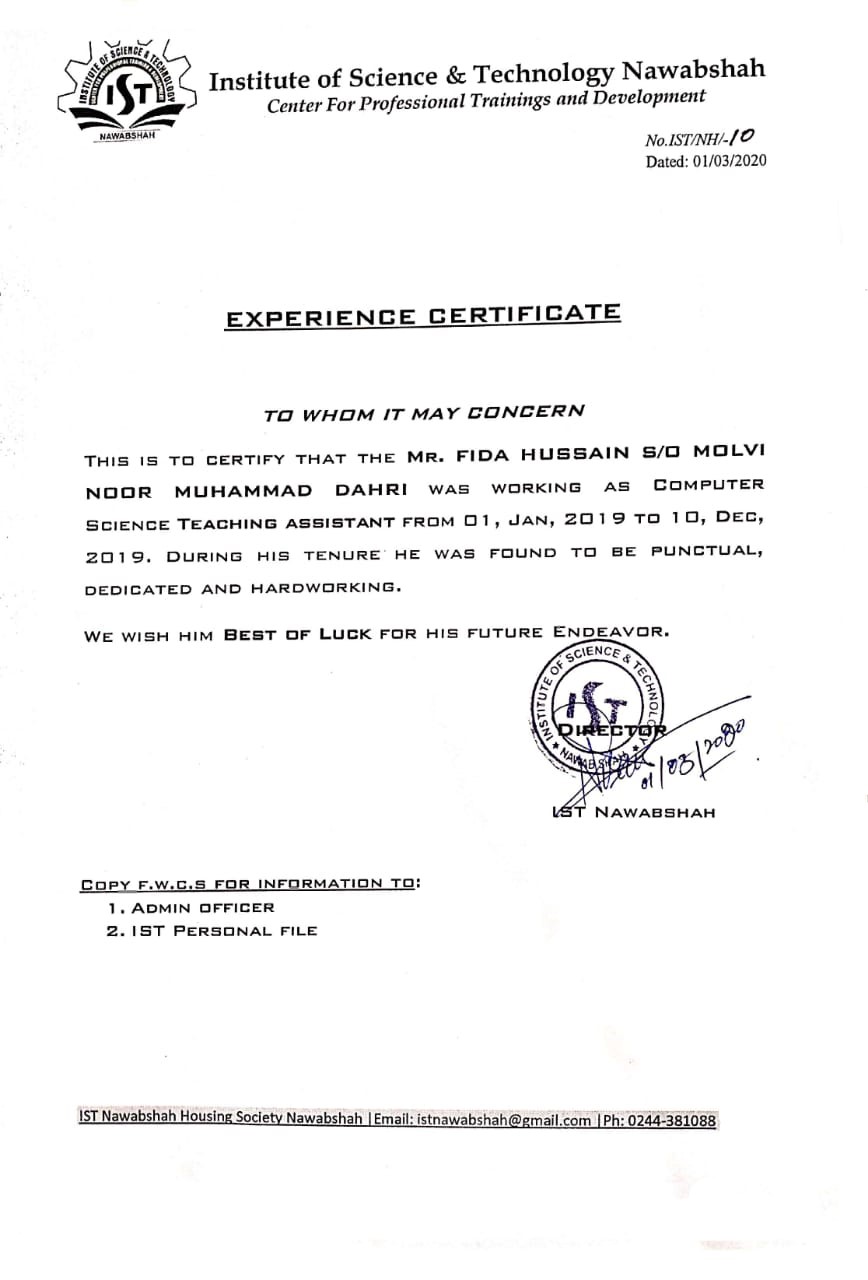 INSTITUTE OF SCIENCE & TECHNOLOGY
IST
NAWABSHAH
Institute of Science & Technology Nawabshah
Center For Professional Trainings and Development
No.IST/NH/-10
Dated: 01/03/2020
EXPERIENCE CERTIFICATE
TO WHOM IT MAY CONCERN
THIS IS TO CERTIFY THAT THE MR. FIDA HUSSAIN S/O MOLVI
NOOR MUHAMMAD DAHRI WAS WORKING AS COMPUTER
SCIENCE TEACHING ASSISTANT FROM 01, JAN, 2019 TO 10, DEC,
2019. DURING HIS TENURE HE WAS FOUND TO BE PUNCTUAL,
DEDICATED AND HARDWORKING.
WE WISH HIM BEST OF LUCK FOR HIS FUTURE ENDEAVOR.
INSTITUTE OF SCIENCE & TECHNOLOGY
IST
DIRECTOR
NAWABSHAH
01/03/2020
IST NAWABSHAH
COPY F.W.C.S FOR INFORMATION TO:
1. ADMIN OFFICER
2. IST PERSONAL FILE
IST Nawabshah Housing Society Nawabshah |Email: istnawabshah@gmail.com |Ph: 0244-381088